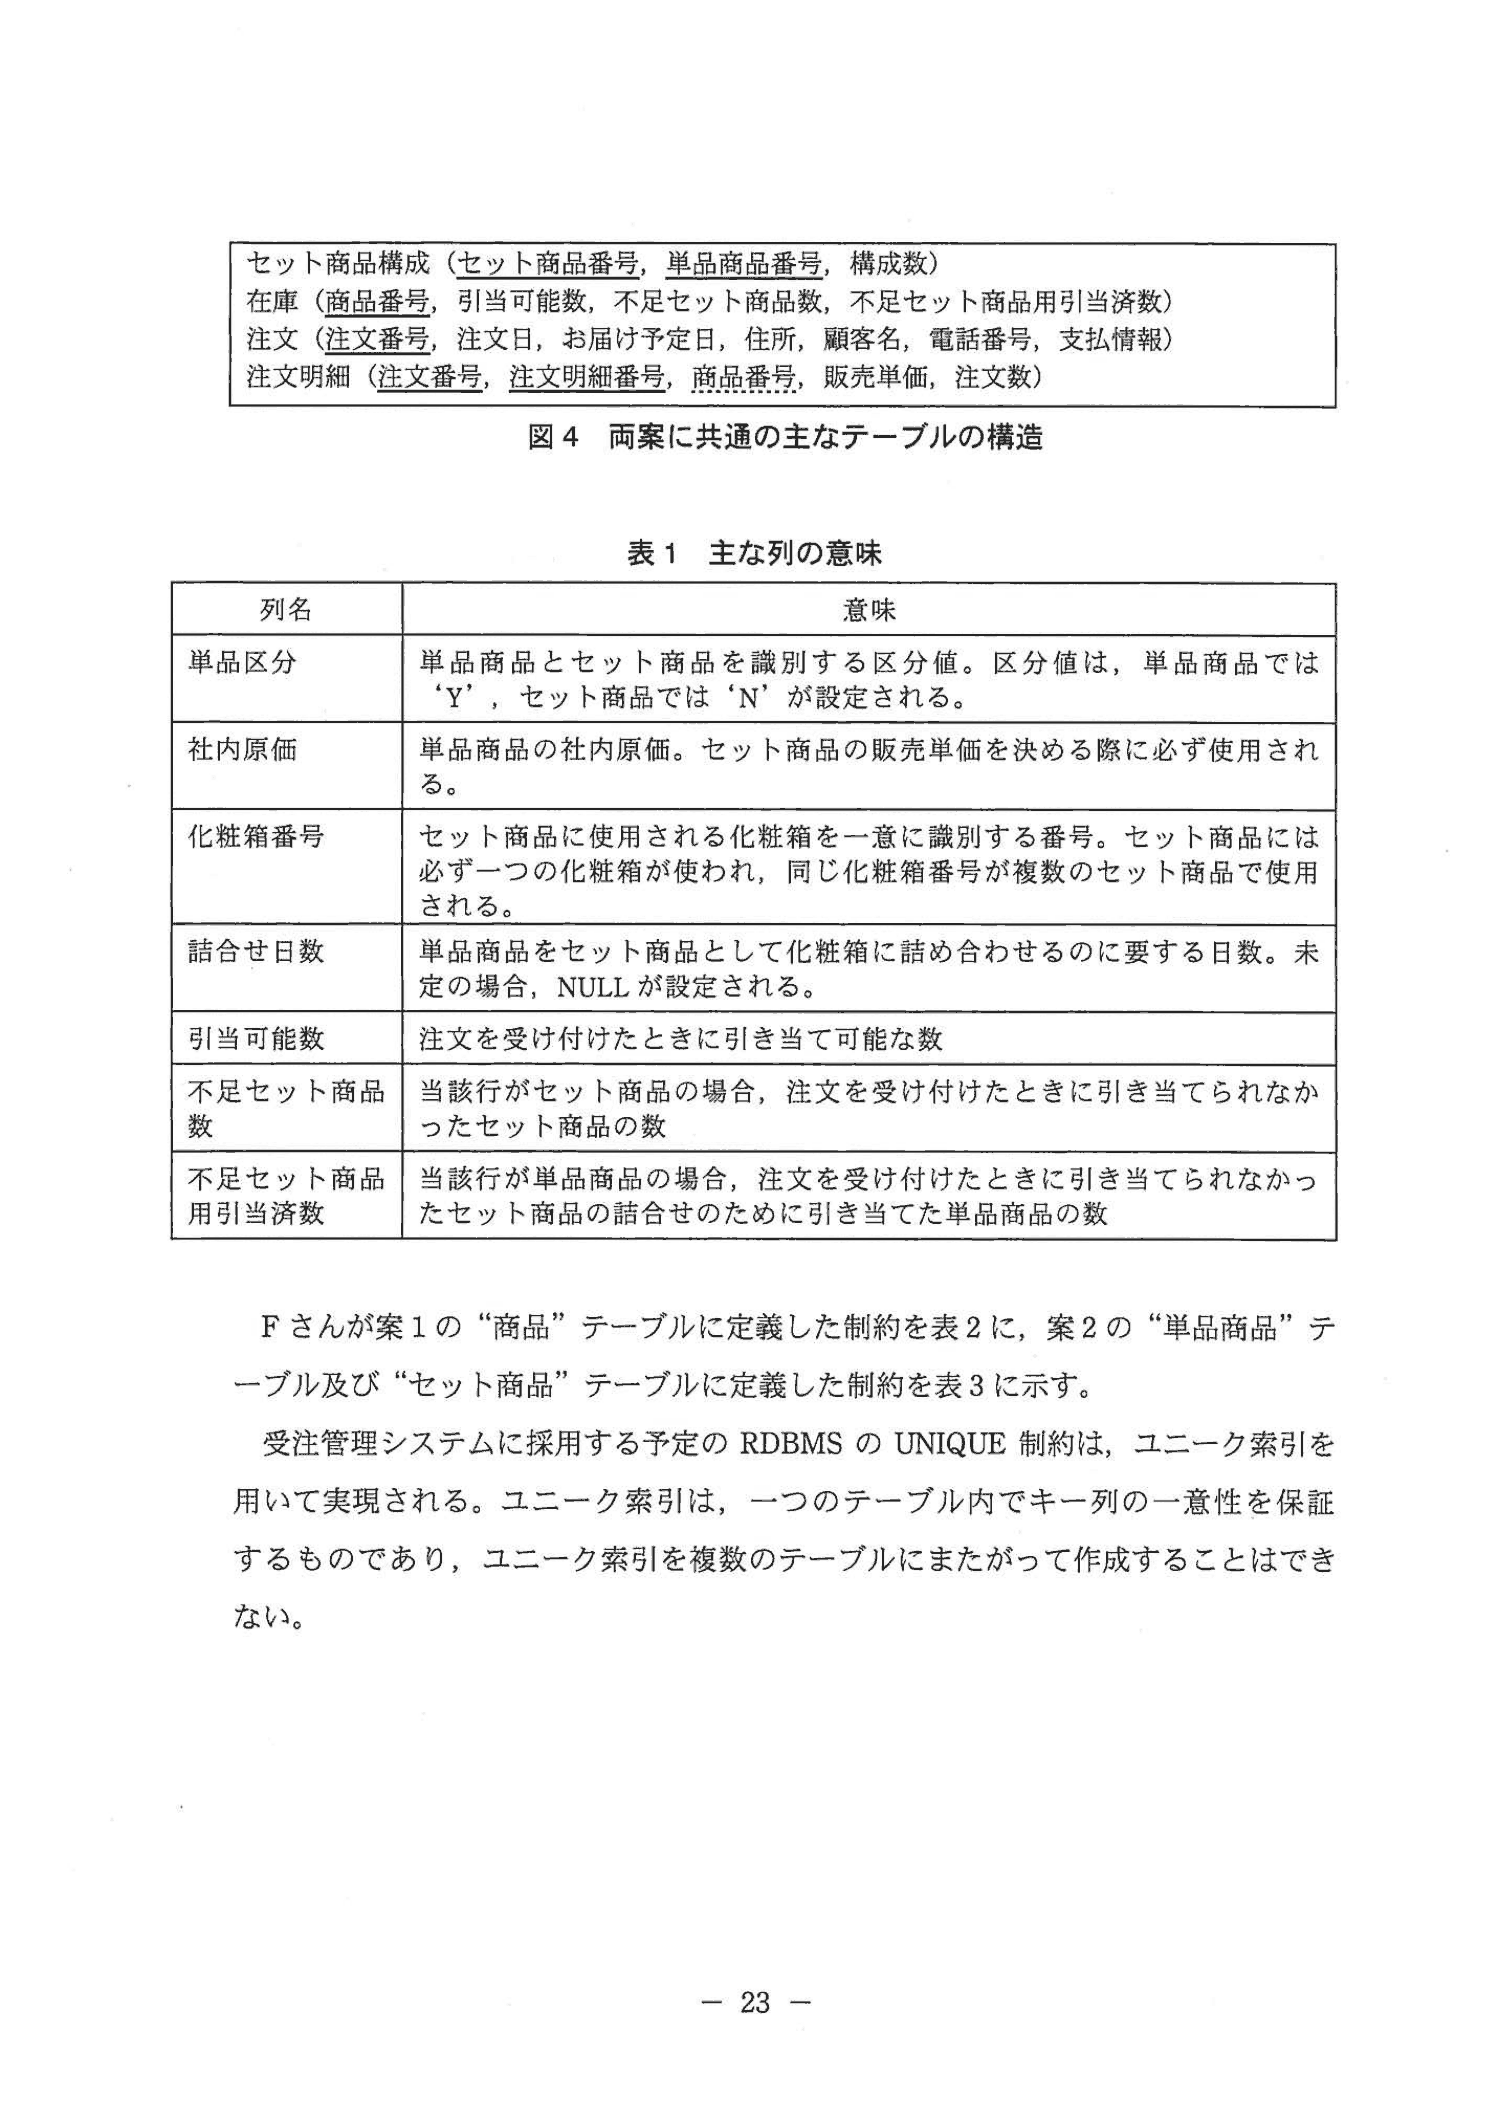 セット商品構成（セット商品番号，単品商品番号，構成数）
在庫（商品番号，引当可能数，不足セット商品数，不足セット商品用引当済数）
注文（注文番号，注文日，お届け予定日，住所，顧客名，電話番号，支払情報）
注文明細（注文番号，注文明細番号，商品番号，販売単価，注文数）
図4　両案に共通の主なテーブルの構造
表1　主な列の意味
列名　意味
単品区分　単品商品とセット商品を識別する区分値。区分値は，単品商品では
‘Y’，セット商品では‘N’が設定される。
社内原価　単品商品の社内原価。セット商品の販売単価を決める際に必ず使用され
る。
化粧箱番号　セット商品に使用される化粧箱を一意に識別する番号。セット商品には
必ず一つの化粧箱が使われ，同じ化粧箱番号が複数のセット商品で使用
される。
詰合せ日数　単品商品をセット商品として化粧箱に詰め合わせるのに要する日数。未
定の場合，NULLが設定される。
引当可能数　注文を受け付けたときに引き当て可能な数
不足セット商品
数
当該行がセット商品の場合，注文を受け付けたときに引き当てられなか
ったセット商品の数
不足セット商品
用引当済数
当該行が単品商品の場合，注文を受け付けたときに引き当てられなかっ
たセット商品の詰合せのために引き当てた単品商品の数
Fさんが案1の“商品”テーブルに定義した制約を表2に，案2の“単品商品”テ
ーブル及び“セット商品”テーブルに定義した制約を表3に示す。
受注管理システムに採用する予定のRDBMSのUNIQUE制約は，ユニーク索引を
用いて実現される。ユニーク索引は，一つのテーブル内でキー列の一意性を保証
するものであり，ユニーク索引を複数のテーブルにまたがって作成することはでき
ない。
－ 23 －